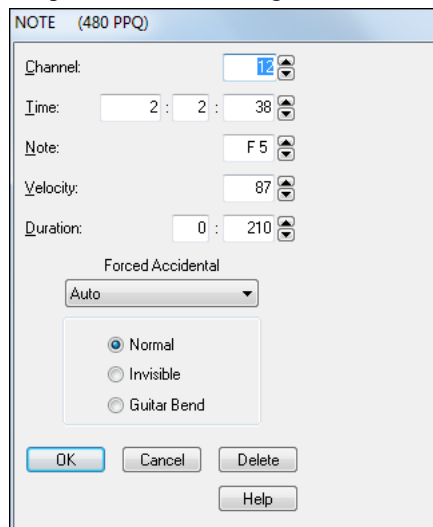 NOTE (480 PPQ)
Channel: 12
Time: 2 : 2 : 38
Note: F 5
Velocity: 87
Duration: 0 : 210
Forced Accidental
Auto
Normal
Invisible
Guitar Bend
OK Cancel Delete
Help